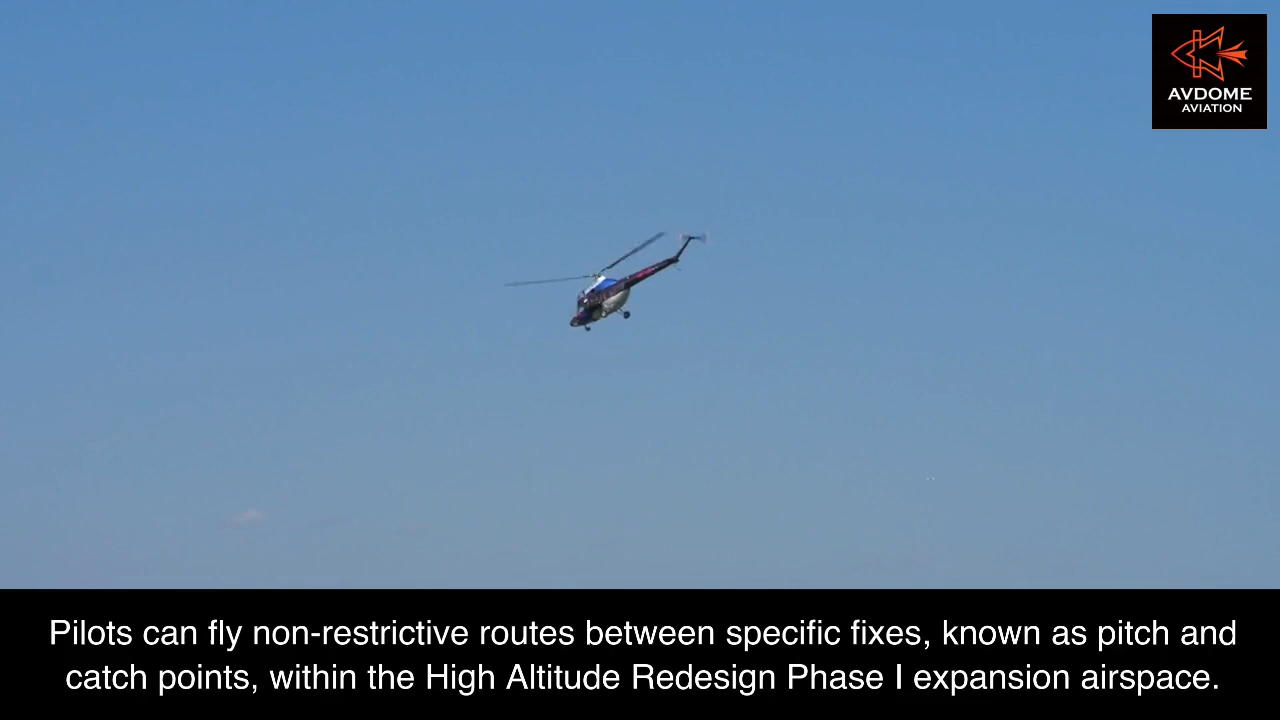 AVDOME
AVIATION
Pilots can fly non-restrictive routes between specific fixes, known as pitch and
catch points, within the High Altitude Redesign Phase I expansion airspace.